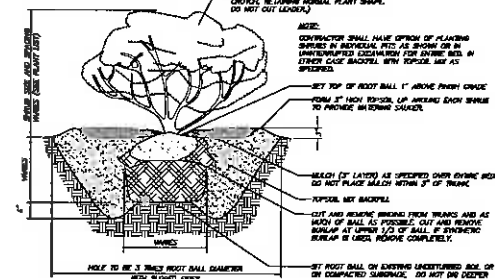 CROTCH, RETAINING NORMAL PLANT SHAPE.
DO NOT CUT LEADER.)
NOTE:
CONTRACTOR SHALL HAVE OPTION OF PLANTING
SHRUBS IN INDIVIDUAL PITS AS SHOWN OR IN
UNINTERRUPTED EXCAVATION FOR ENTIRE BED. IN
EITHER CASE BACKFILL WITH TOPSOIL MIX AS
SPECIFIED.
SHRUB SIZE AND SPACING
VARIES (SEE PLANT LIST)
SET TOP OF ROOT BALL 1" ABOVE FINISH GRADE
FORM 3" HIGH TOPSOIL UP AROUND EACH SHRUB
TO PROVIDE WATERING SAUCER.
VARIES
MULCH (3" LAYER) AS SPECIFIED OVER ENTIRE BED
DO NOT PLACE MULCH WITHIN 3" OF TRUNK.
TOPSOIL MIX BACKFILL
CUT AND REMOVE BINDING FROM TRUNKS AND AS
MUCH OF BALL AS POSSIBLE. CUT AND REMOVE
BURLAP AT UPPER 1/3 OF BALL. IF SYNTHETIC
BURLAP IS USED, REMOVE COMPLETELY.
6"
VARIES
HOLE TO BE 3 TIMES ROOT BALL DIAMETER
WITH SLOPED SIDES
SET ROOT BALL ON EXISTING UNDISTURBED SOIL OR
ON COMPACTED SUBGRADE. DO NOT DIG DEEPER